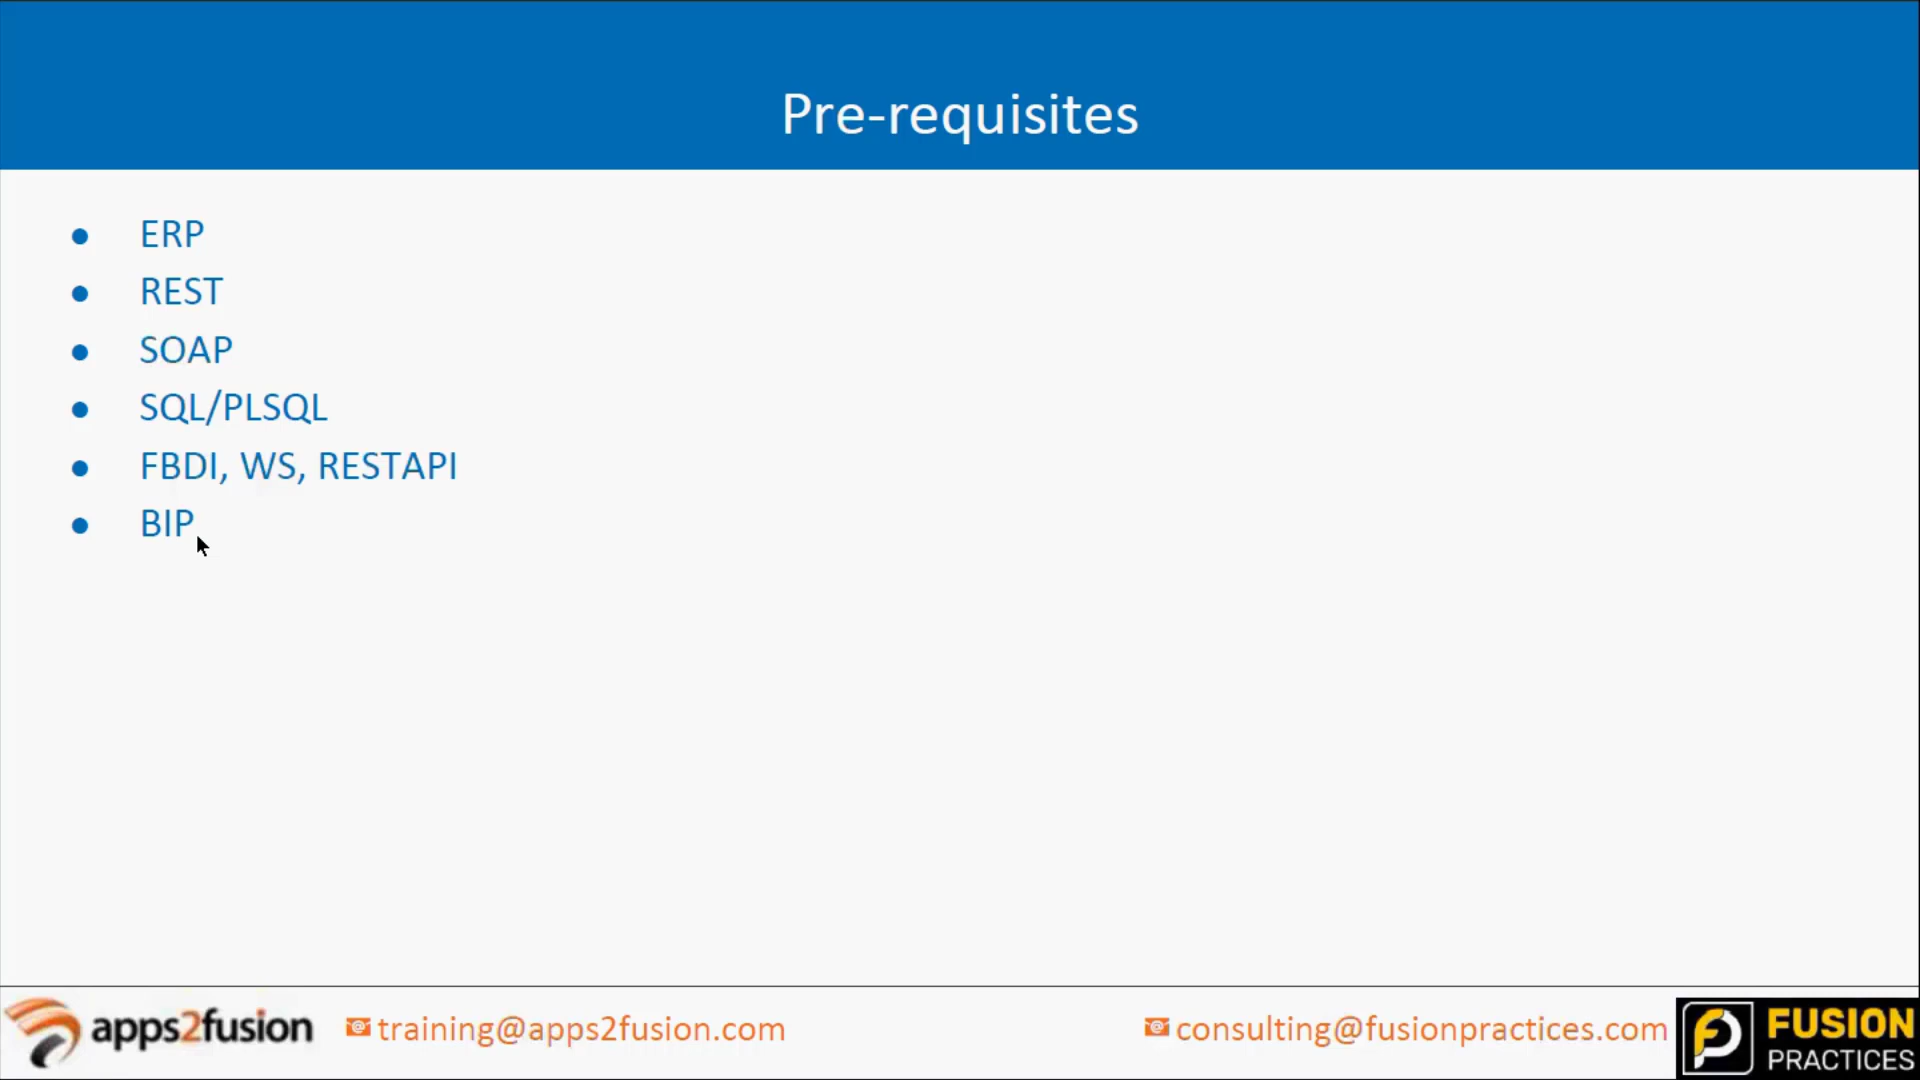 Pre-requisites
● ERP
● REST
● SOAP
● SQL/PLSQL
● FBDI, WS, RESTAPI
● BIP
apps2fusion
training@apps2fusion.com
consulting@fusionpractices.com
FUSION
PRACTICES